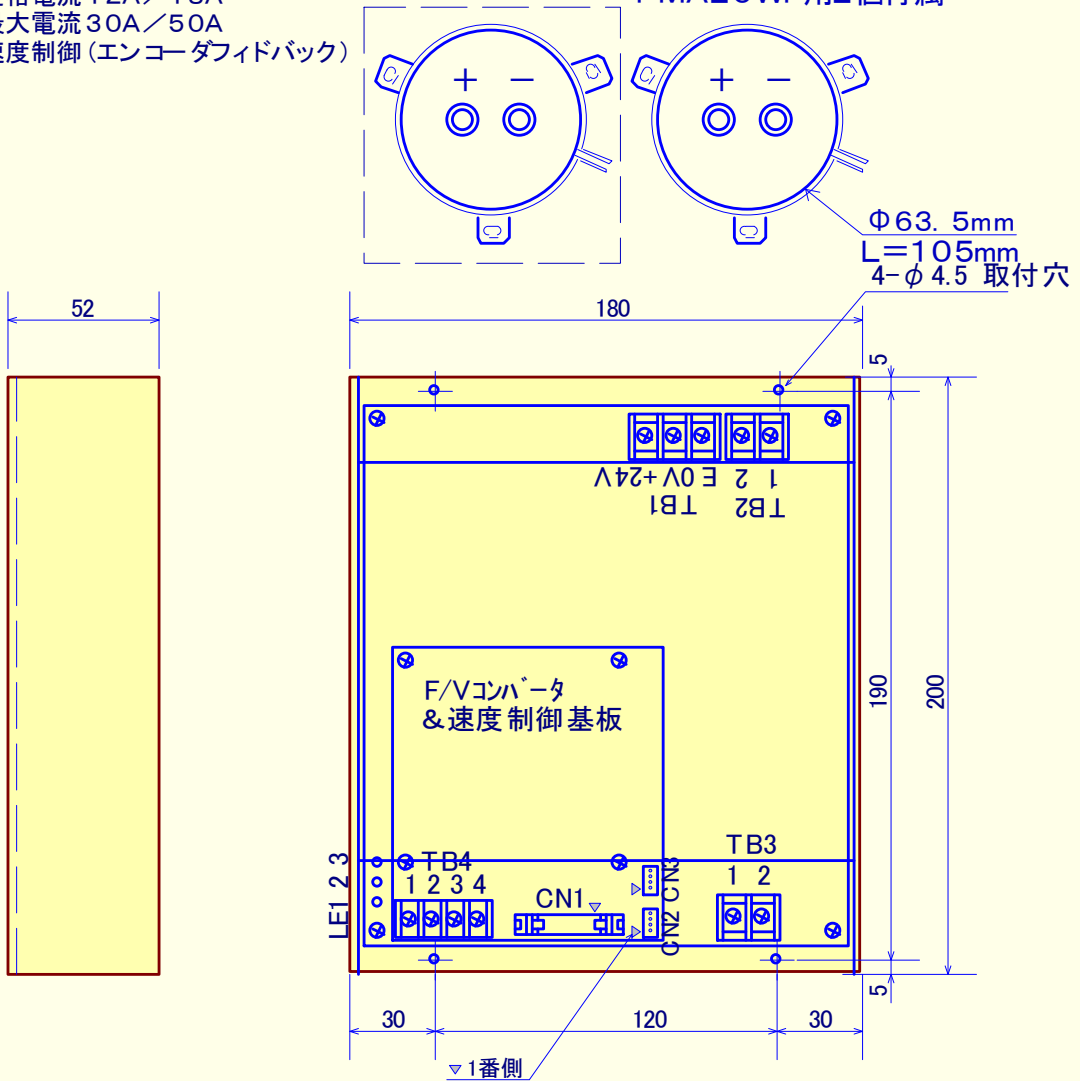 最大電流30A/50A
速度制御(エンコーダフィドバック)
+ −
+ −
Φ63.5mm
L=105mm
4-φ4.5 取付穴
52
180
5
E 0V +24V
1 2
TB1
TB2
F/Vコンバータ
&速度制御基板
190
200
LE1 2 3
TB4
1 2 3 4
CN1
CN3
CN2
TB3
1 2
5
30
120
30
▽1番側